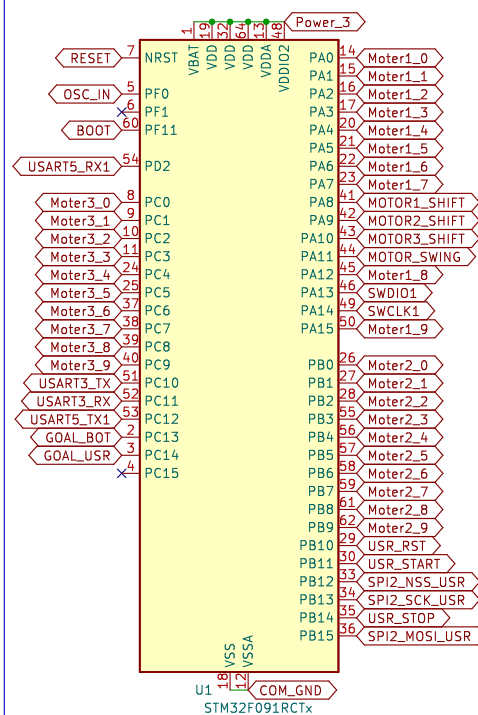 Power_3
1 19 32 64 13 48
VBAT VDD VDD VDD VDDA VDDIO2
RESET 7 NRST PA0 14 Moter1_0
PA1 15 Moter1_1
OSC_IN 5 PF0 PA2 16 Moter1_2
6 PF1 PA3 17 Moter1_3
BOOT 60 PF11 PA4 20 Moter1_4
PA5 21 Moter1_5
USART5_RX1 54 PD2 PA6 22 Moter1_6
PA7 23 Moter1_7
Moter3_0 8 PC0 PA8 41 MOTOR1_SHIFT
Moter3_1 9 PC1 PA9 42 MOTOR2_SHIFT
Moter3_2 10 PC2 PA10 43 MOTOR3_SHIFT
Moter3_3 11 PC3 PA11 44 MOTOR_SWING
Moter3_4 24 PC4 PA12 45 Moter1_8
Moter3_5 25 PC5 PA13 46 SWDIO1
Moter3_6 37 PC6 PA14 49 SWCLK1
Moter3_7 38 PC7 PA15 50 Moter1_9
Moter3_8 39 PC8
Moter3_9 40 PC9 PB0 26 Moter2_0
USART3_TX 51 PC10 PB1 27 Moter2_1
USART3_RX 52 PC11 PB2 28 Moter2_2
USART5_TX1 53 PC12 PB3 55 Moter2_3
GOAL_BOT 2 PC13 PB4 56 Moter2_4
GOAL_USR 3 PC14 PB5 57 Moter2_5
4 PC15 PB6 58 Moter2_6
PB7 59 Moter2_7
PB8 61 Moter2_8
PB9 62 Moter2_9
PB10 29 USR_RST
PB11 30 USR_START
PB12 33 SPI2_NSS_USR
PB13 34 SPI2_SCK_USR
PB14 35 USR_STOP
PB15 36 SPI2_MOSI_USR
VSS VSSA
18 12
U1 COM_GND
STM32F091RCTx